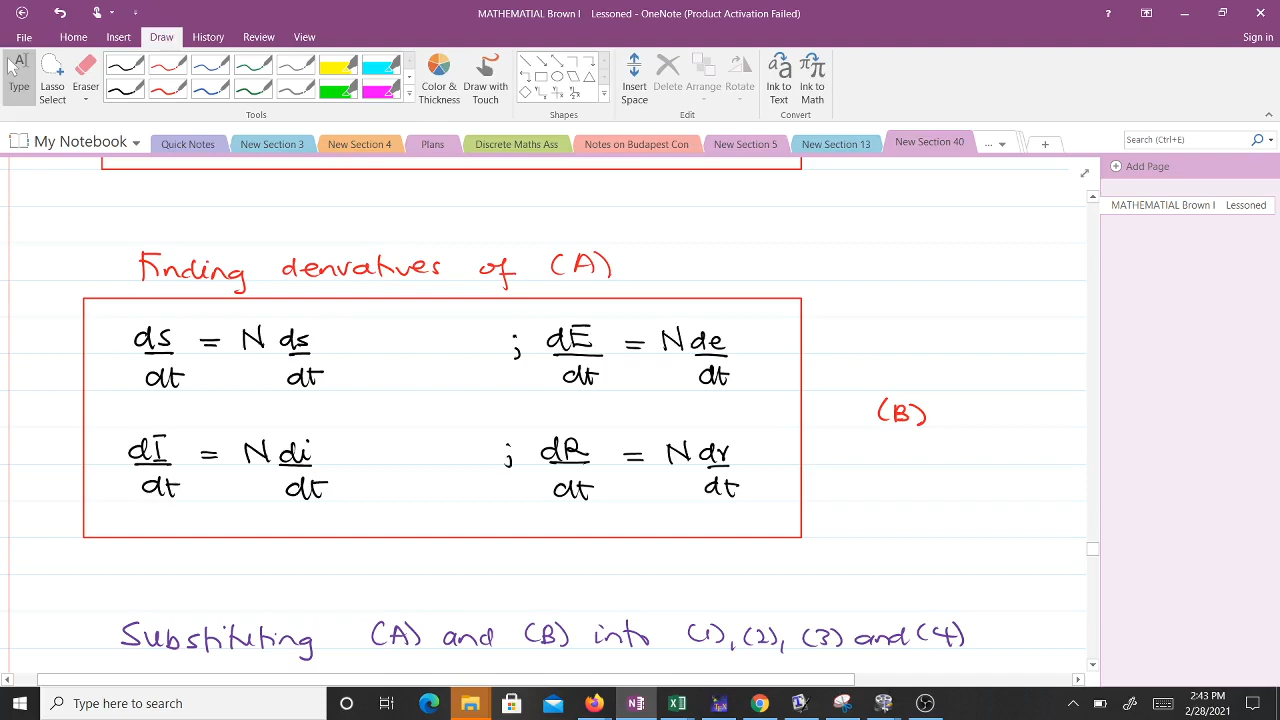 MATHEMATIAL Brown I Lessoned - OneNote (Product Activation Failed)
File Home Insert Draw History Review View Sign in
Type Lasso Select Eraser Color & Thickness Draw with Touch Insert Space Delete Arrange Rotate Ink to Text Ink to Math
Tools Shapes Edit Convert
My Notebook Quick Notes New Section 3 New Section 4 Plans Discrete Maths Ass Notes on Budapest Con New Section 5 New Section 13 New Section 40 ... Search (Ctrl+E)
Add Page
MATHEMATIAL Brown I Lessoned
Finding derivatives of (A)
ds/dt = N ds/dt ; dE/dt = N de/dt
(B)
dI/dt = N di/dt ; dR/dt = N dr/dt
Substituting (A) and (B) into (1), (2), (3) and (4)
Type here to search
2:43 PM
2/28/2021